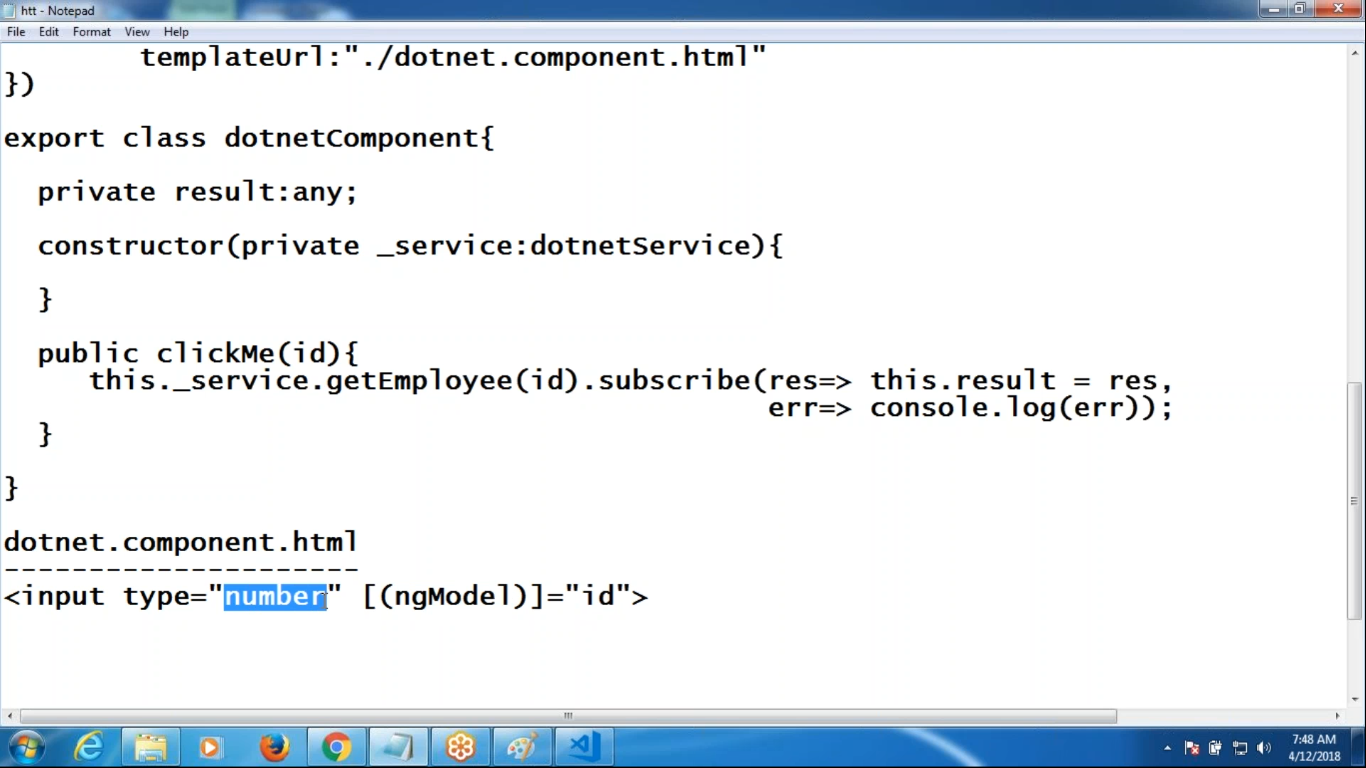 htt - Notepad
File Edit Format View Help
templateUrl:"./dotnet.component.html"
})
export class dotnetComponent{
private result:any;
constructor(private _service:dotnetService){
}
public clickMe(id){
this._service.getEmployee(id).subscribe(res=> this.result = res,
err=> console.log(err));
}
}
dotnet.component.html
---------------------
<input type="number" [(ngModel)]="id">
7:48 AM
4/12/2018